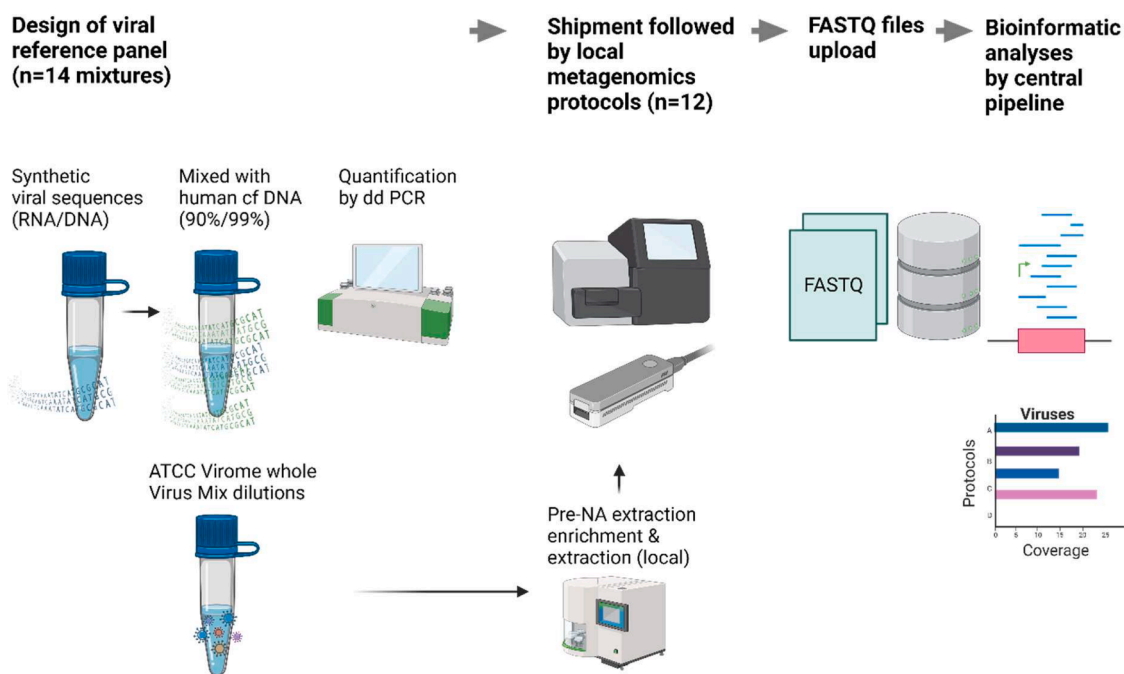 Design of viral
reference panel
(n=14 mixtures)
Shipment followed
by local
metagenomics
protocols (n=12)
FASTQ files
upload
Bioinformatic
analyses
by central
pipeline
Synthetic
viral sequences
(RNA/DNA)
Mixed with
human cf DNA
(90%/99%)
Quantification
by dd PCR
FASTQ
ATCC Virome whole
Virus Mix dilutions
Pre-NA extraction
enrichment &
extraction (local)
Viruses
Protocols
A
B
C
D
0 5 10 15 20 25
Coverage